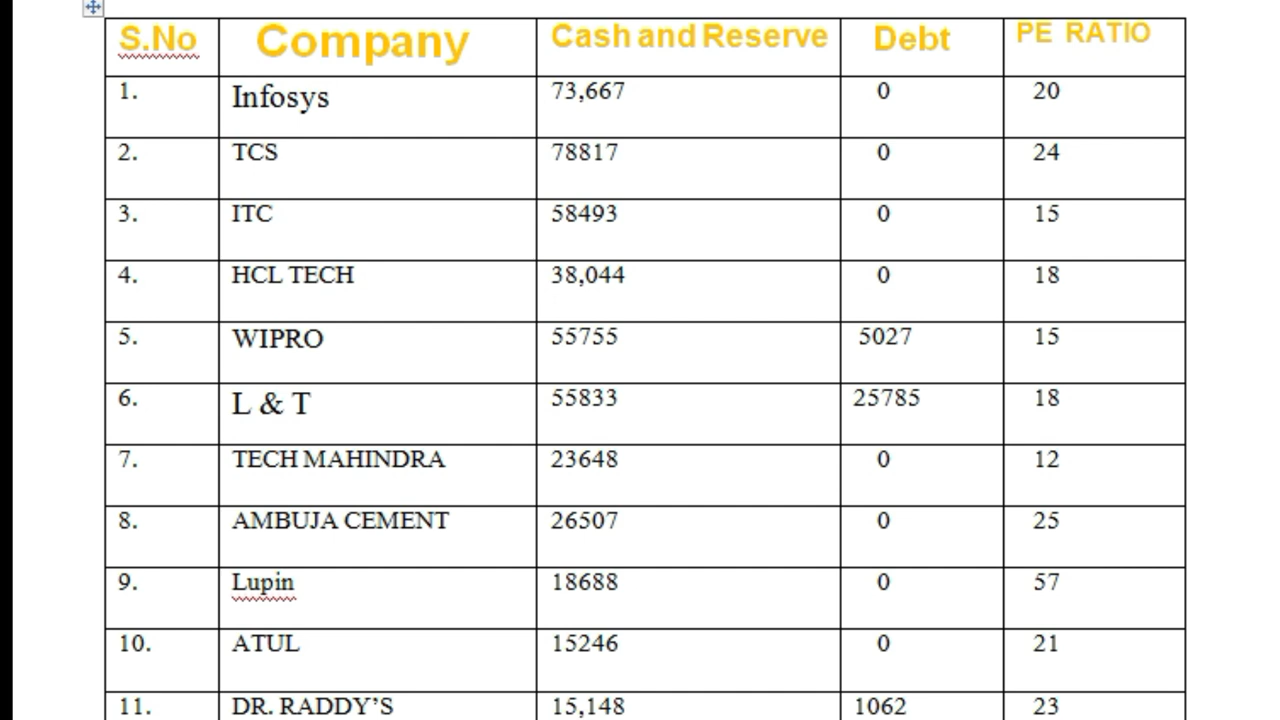 S.No Company Cash and Reserve Debt PE RATIO
1. Infosys 73,667 0 20
2. TCS 78817 0 24
3. ITC 58493 0 15
4. HCL TECH 38,044 0 18
5. WIPRO 55755 5027 15
6. L & T 55833 25785 18
7. TECH MAHINDRA 23648 0 12
8. AMBUJA CEMENT 26507 0 25
9. Lupin 18688 0 57
10. ATUL 15246 0 21
11. DR. RADDY’S 15,148 1062 23